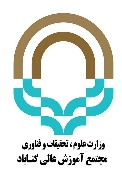 وزارت علوم، تحقیقات و فناوری
مجتمع آموزش عالی گناباد